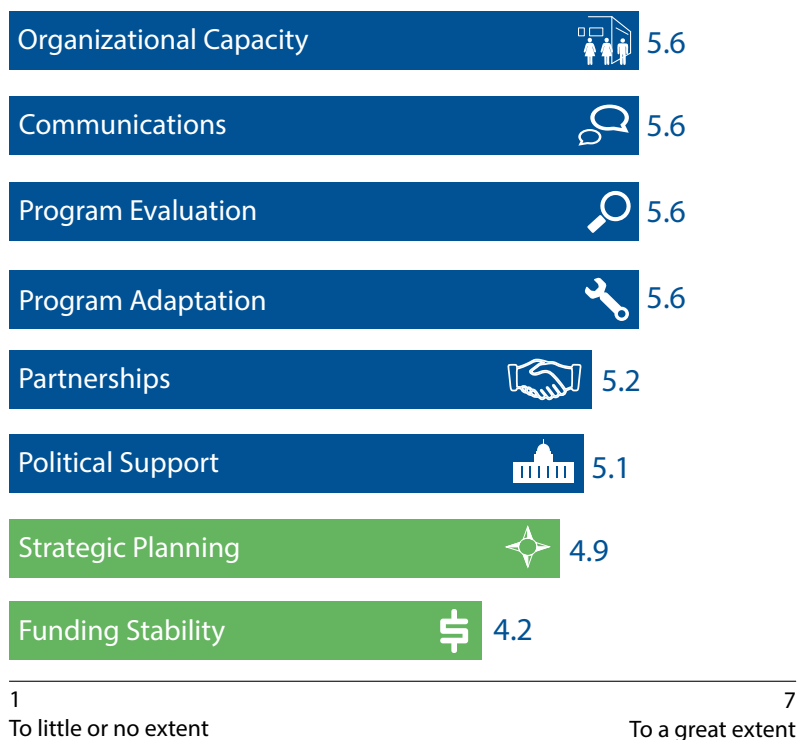 Organizational Capacity 5.6
Communications 5.6
Program Evaluation 5.6
Program Adaptation 5.6
Partnerships 5.2
Political Support 5.1
Strategic Planning 4.9
Funding Stability 4.2
1 7
To little or no extent To a great extent